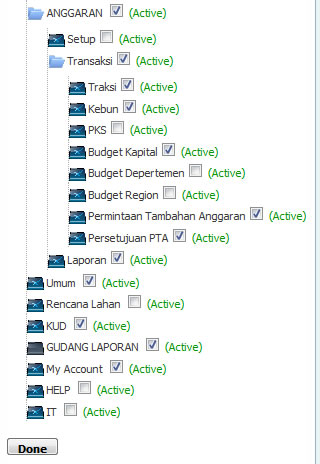 ANGGARAN (Active)
Setup (Active)
Transaksi (Active)
Traksi (Active)
Kebun (Active)
PKS (Active)
Budget Kapital (Active)
Budget Depertemen (Active)
Budget Region (Active)
Permintaan Tambahan Anggaran (Active)
Persetujuan PTA (Active)
Laporan (Active)
Umum (Active)
Rencana Lahan (Active)
KUD (Active)
GUDANG LAPORAN (Active)
My Account (Active)
HELP (Active)
IT (Active)
Done